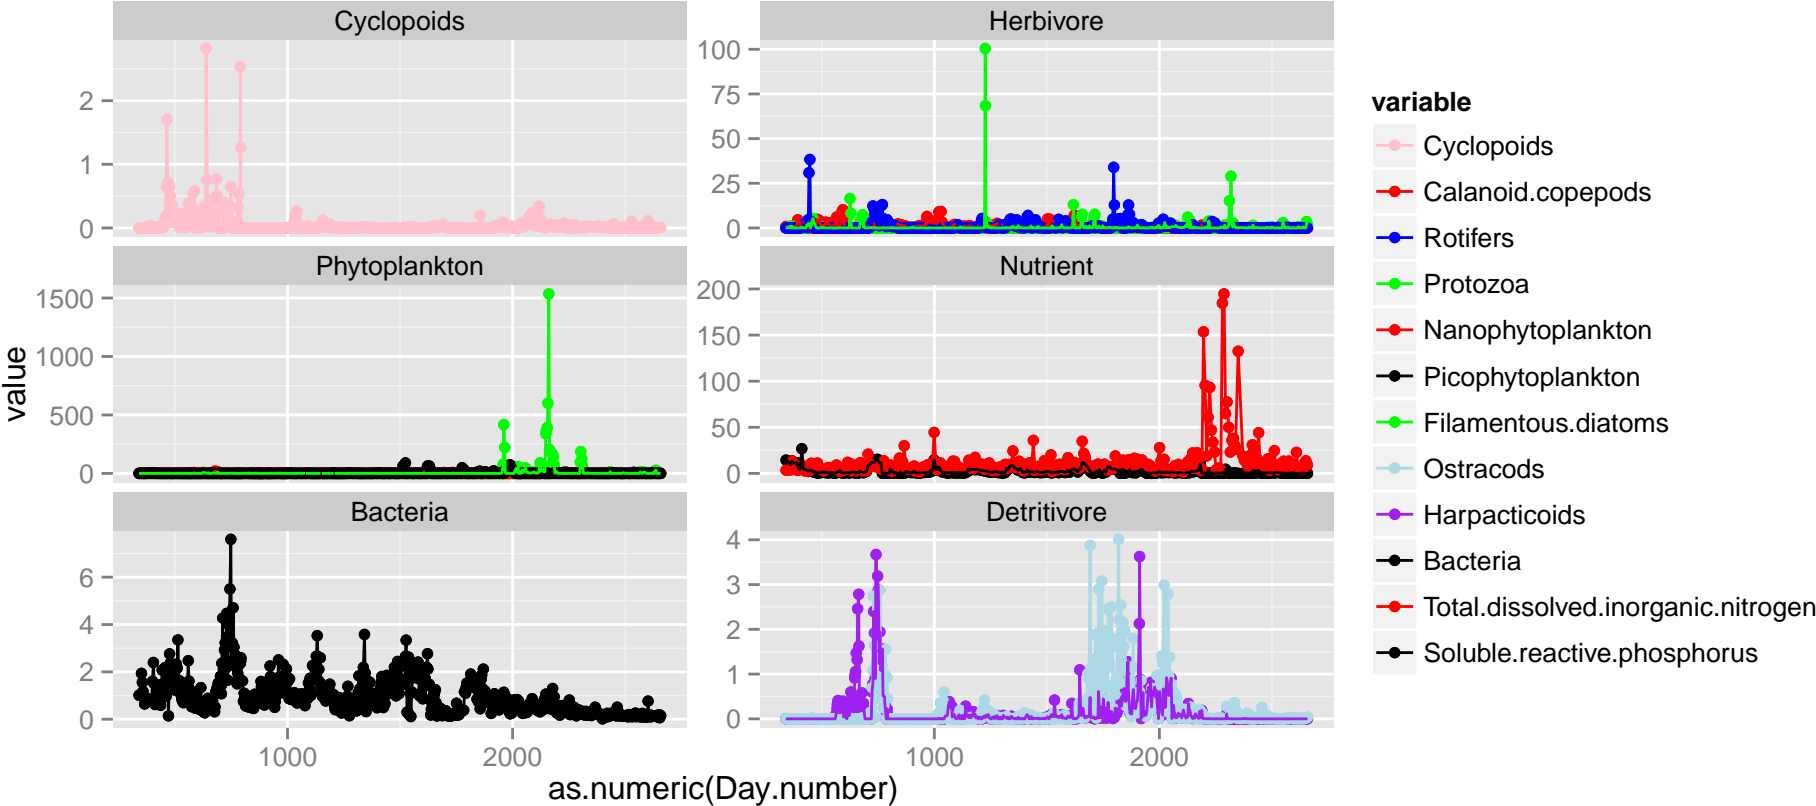 Cyclopoids
Herbivore
2
1
0
100
75
50
25
0
Phytoplankton
Nutrient
1500
1000
500
0
200
150
100
50
0
Bacteria
Detritivore
6
4
2
0
4
3
2
1
0
1000
2000
1000
2000
value
as.numeric(Day.number)
variable
Cyclopoids
Calanoid.copepods
Rotifers
Protozoa
Nanophytoplankton
Picophytoplankton
Filamentous.diatoms
Ostracods
Harpacticoids
Bacteria
Total.dissolved.inorganic.nitrogen
Soluble.reactive.phosphorus